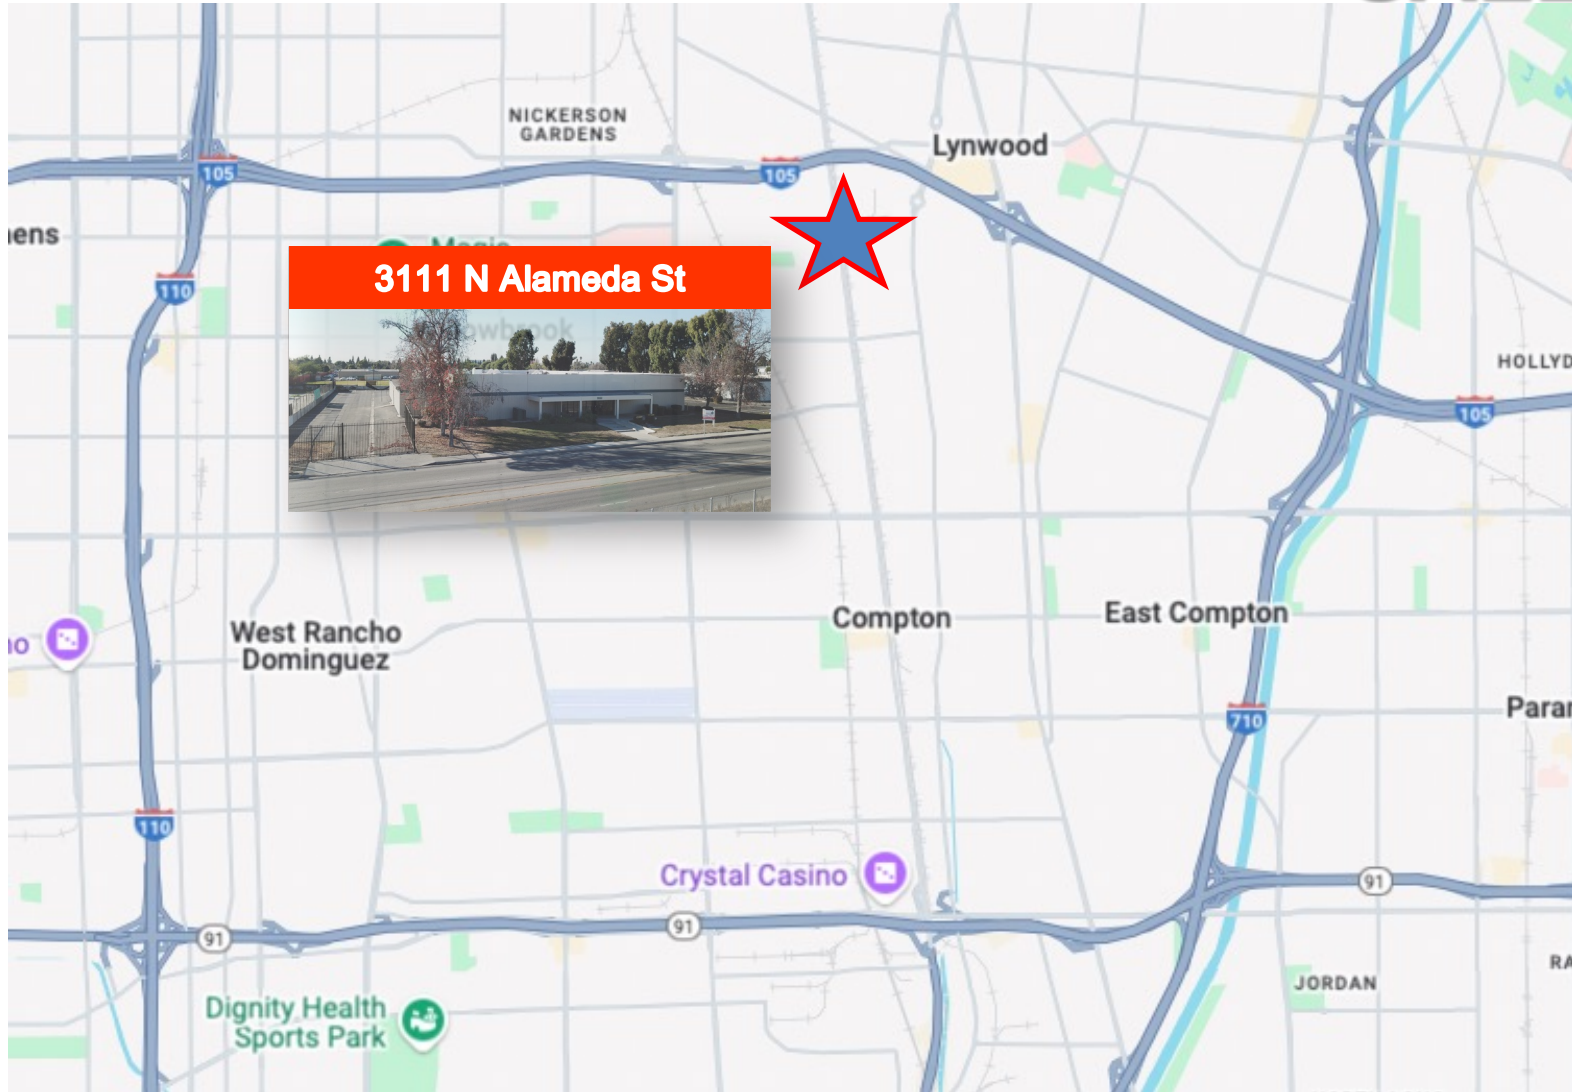 NICKERSON
GARDENS
Lynwood
105
105
110
3111 N Alameda St
HOLLYD
105
West Rancho
Dominguez
Compton
East Compton
Parar
710
110
Crystal Casino
91
91
91
JORDAN
RA
Dignity Health
Sports Park